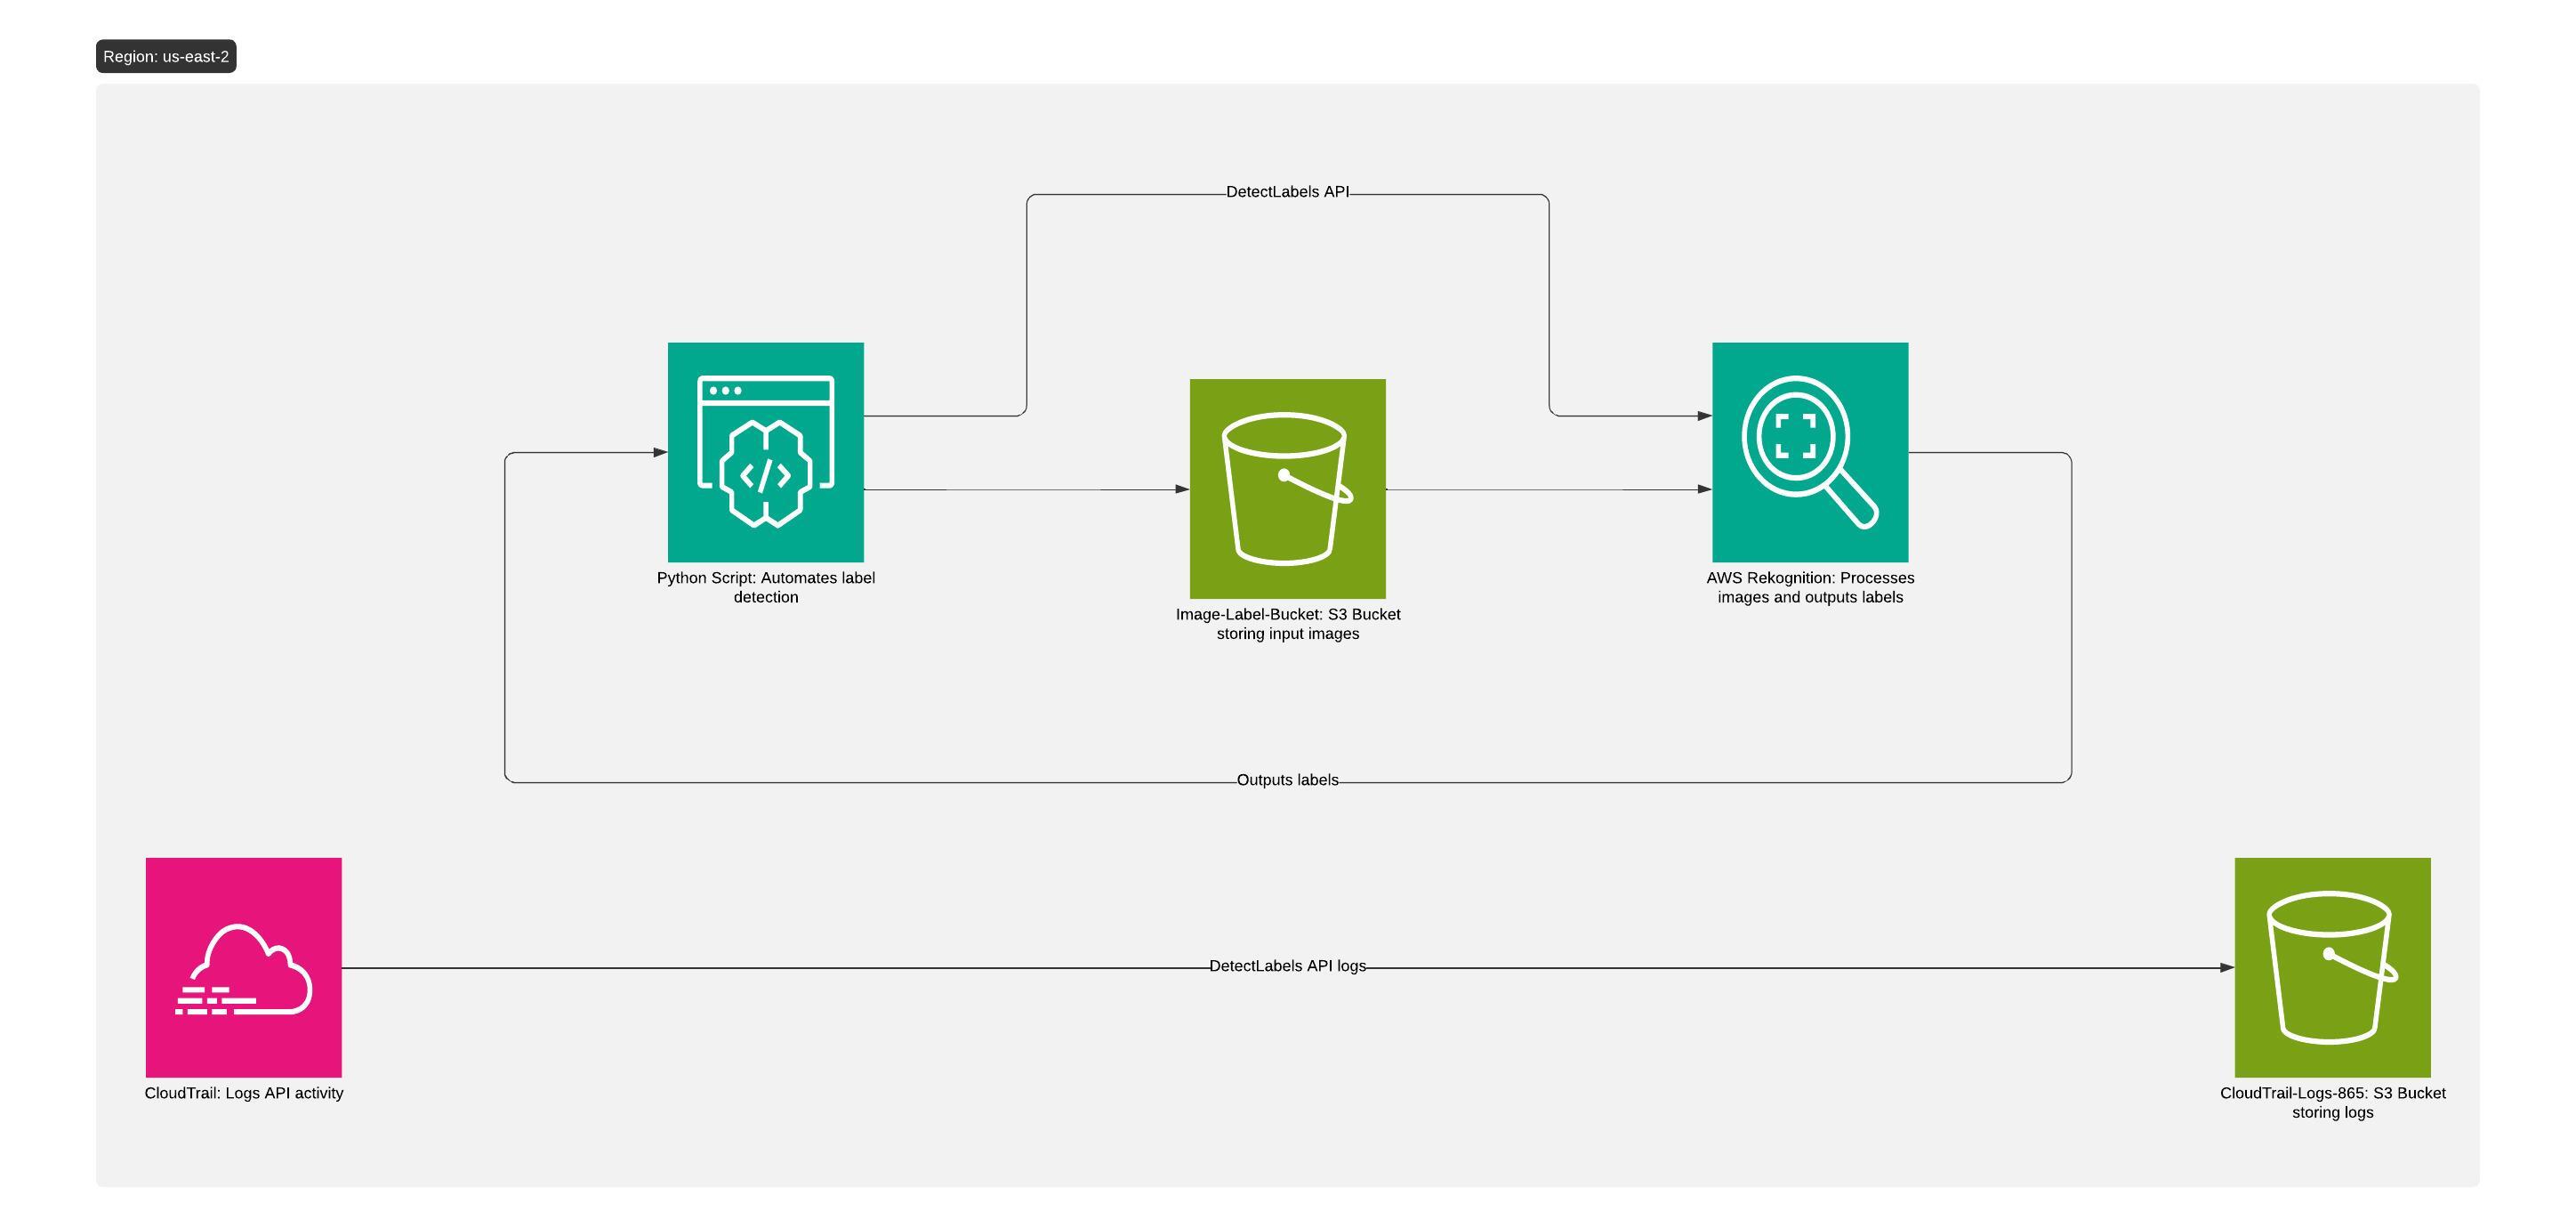 Region: us-east-2
DetectLabels API
Python Script: Automates label
detection
Image-Label-Bucket: S3 Bucket
storing input images
AWS Rekognition: Processes
images and outputs labels
Outputs labels
DetectLabels API logs
CloudTrail: Logs API activity
CloudTrail-Logs-865: S3 Bucket
storing logs